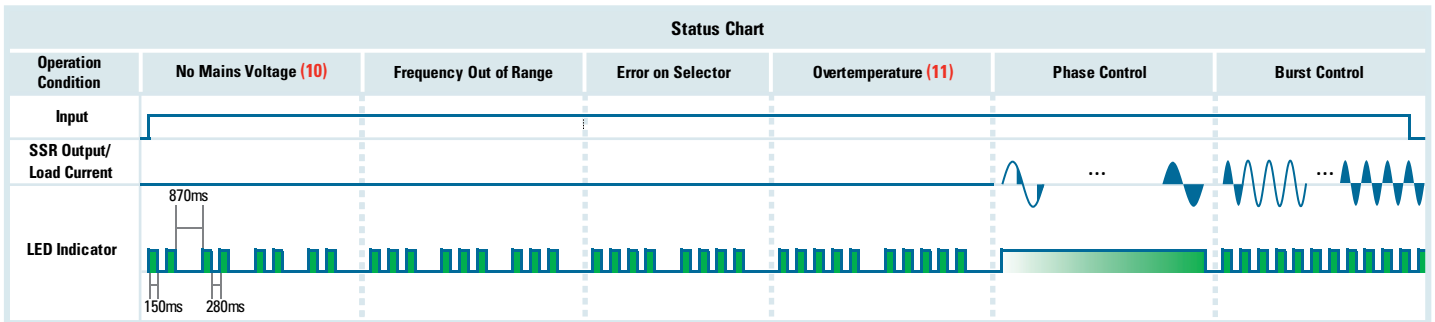 Status Chart
Operation
Condition
No Mains Voltage (10)
Frequency Out of Range
Error on Selector
Overtemperature (11)
Phase Control
Burst Control
Input
SSR Output/
Load Current
...
...
870ms
LED Indicator
150ms
280ms